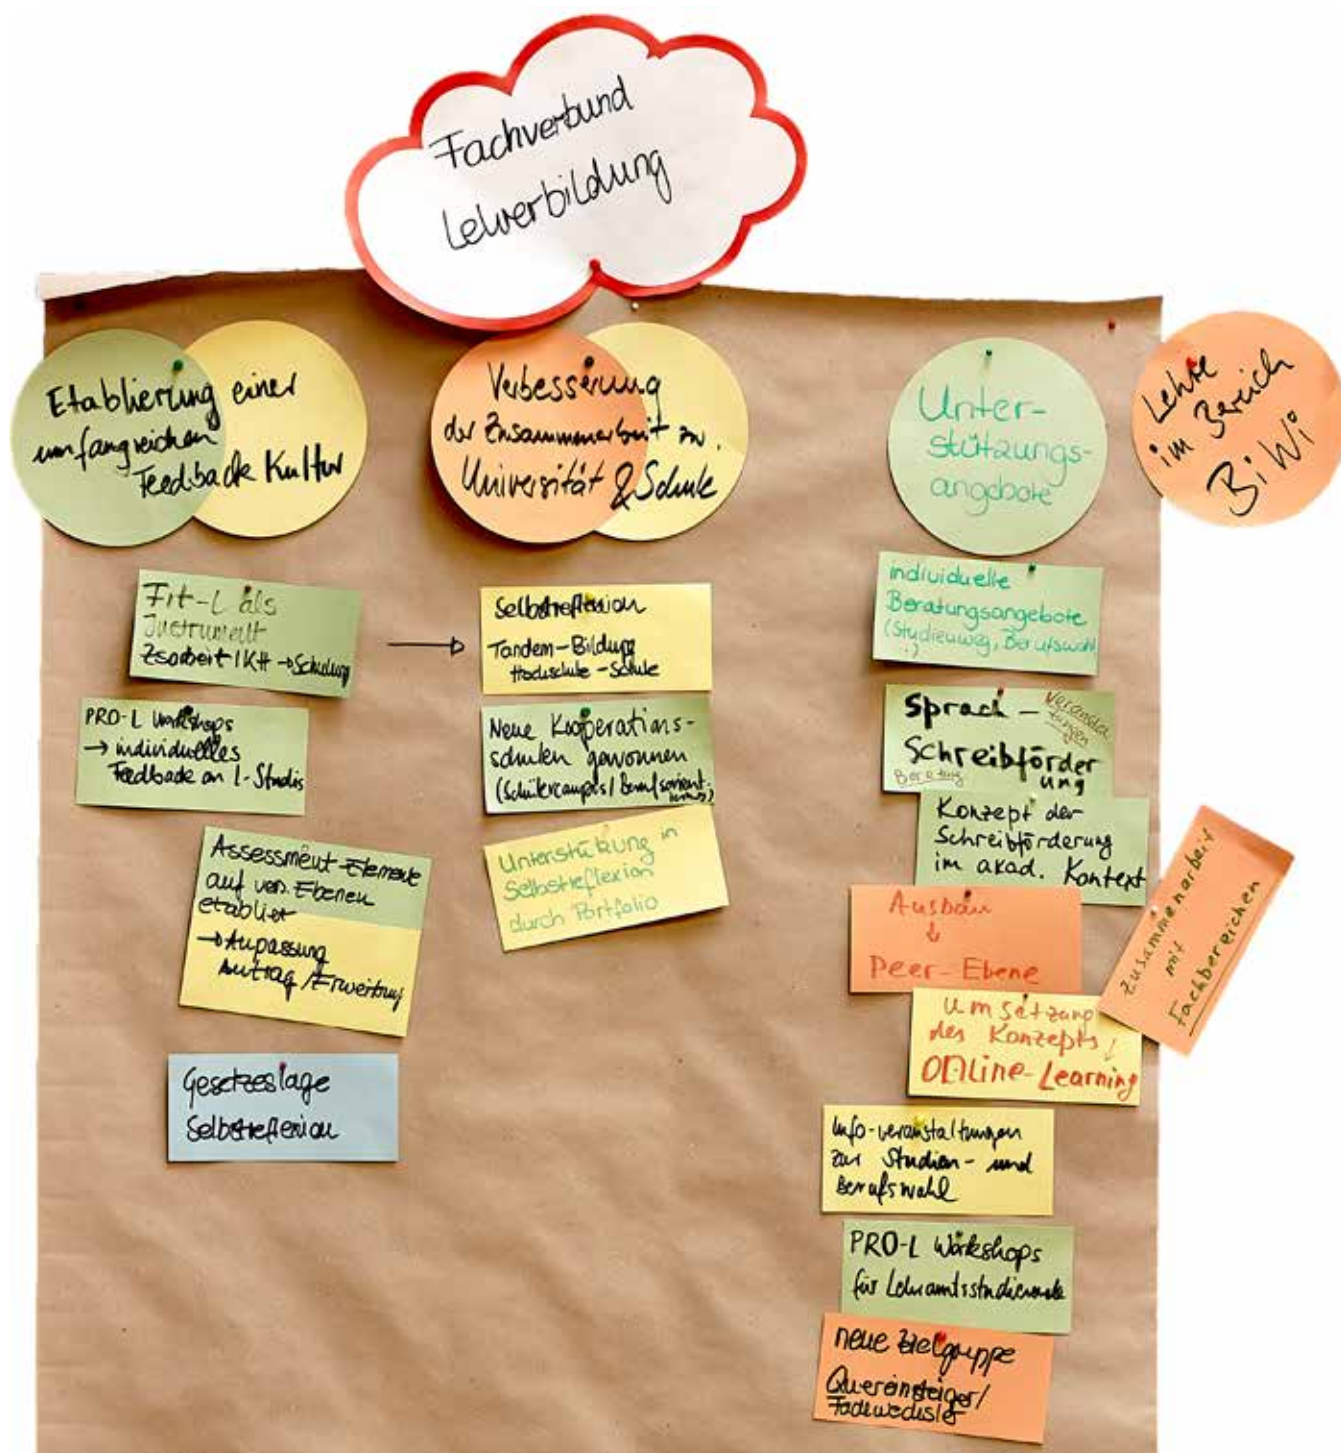 Fachverbund
Lehrerbildung
Etablierung einer
umfangreichen
Feedback Kultur
Fit-L als
Instrument
Zsarbeit IKH → Schulung
PRO-L Workshops
→ individuelles
Feedback an L-Studis
Assessment-Elemente
auf vers. Ebenen
etabliert
→ Anpassung
Antrag / Erweiterung
Gesetzeslage
Selbstreflexion
Verbesserung
der Zusammenarbeit zw.
Universität & Schule
Selbstreflexion
Tandem-Bildung
Hochschule - Schule
Neue Kooperations-
schulen gewonnen
(Schülercampus / Berufsorient.
Unterstützung in
Selbstreflexion
durch Portfolio
Unter-
stützungs-
angebote
individuelle
Beratungsangebote
(Studienweg, Berufswahl
Sprach -
Veranstal
tungen
Schreibförder
ung
Beratung
Konzept der
Schreibförderung
im akad. Kontext
Ausbau
↓
Peer-Ebene
Umsetzung
des Konzepts /
Online-Learning
Info-veranstaltungen
zur Studien- und
Berufswahl
PRO-L Workshops
für Lehramtsstudierende
neue Zielgruppe
Quereinsteiger/
Fachwechsler
Lehre
im Bereich
BiWi
Zusammenarbeit
mit
Fachbereichen